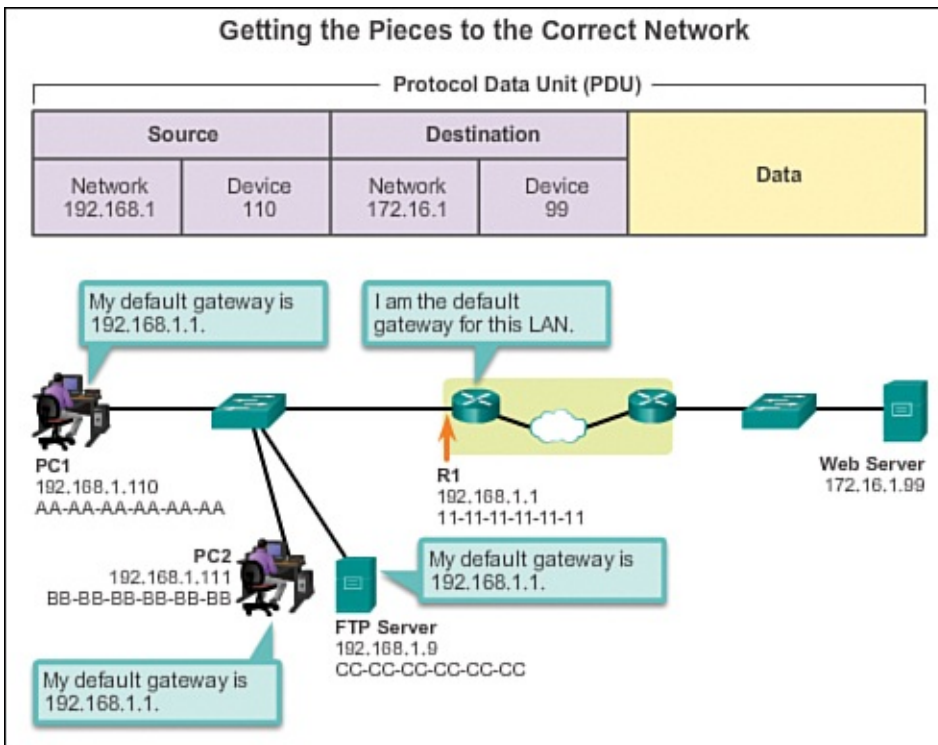 Getting the Pieces to the Correct Network
Protocol Data Unit (PDU)
Source
Destination
Data
Network
192.168.1
Device
110
Network
172.16.1
Device
99
My default gateway is
192.168.1.1.
I am the default
gateway for this LAN.
PC1
192.168.1.110
AA-AA-AA-AA-AA-AA
R1
192.168.1.1
11-11-11-11-11-11
Web Server
172.16.1.99
PC2
192.168.1.111
BB-BB-BB-BB-BB-BB
My default gateway is
192.168.1.1.
FTP Server
192.168.1.9
CC-CC-CC-CC-CC-CC
My default gateway is
192.168.1.1.